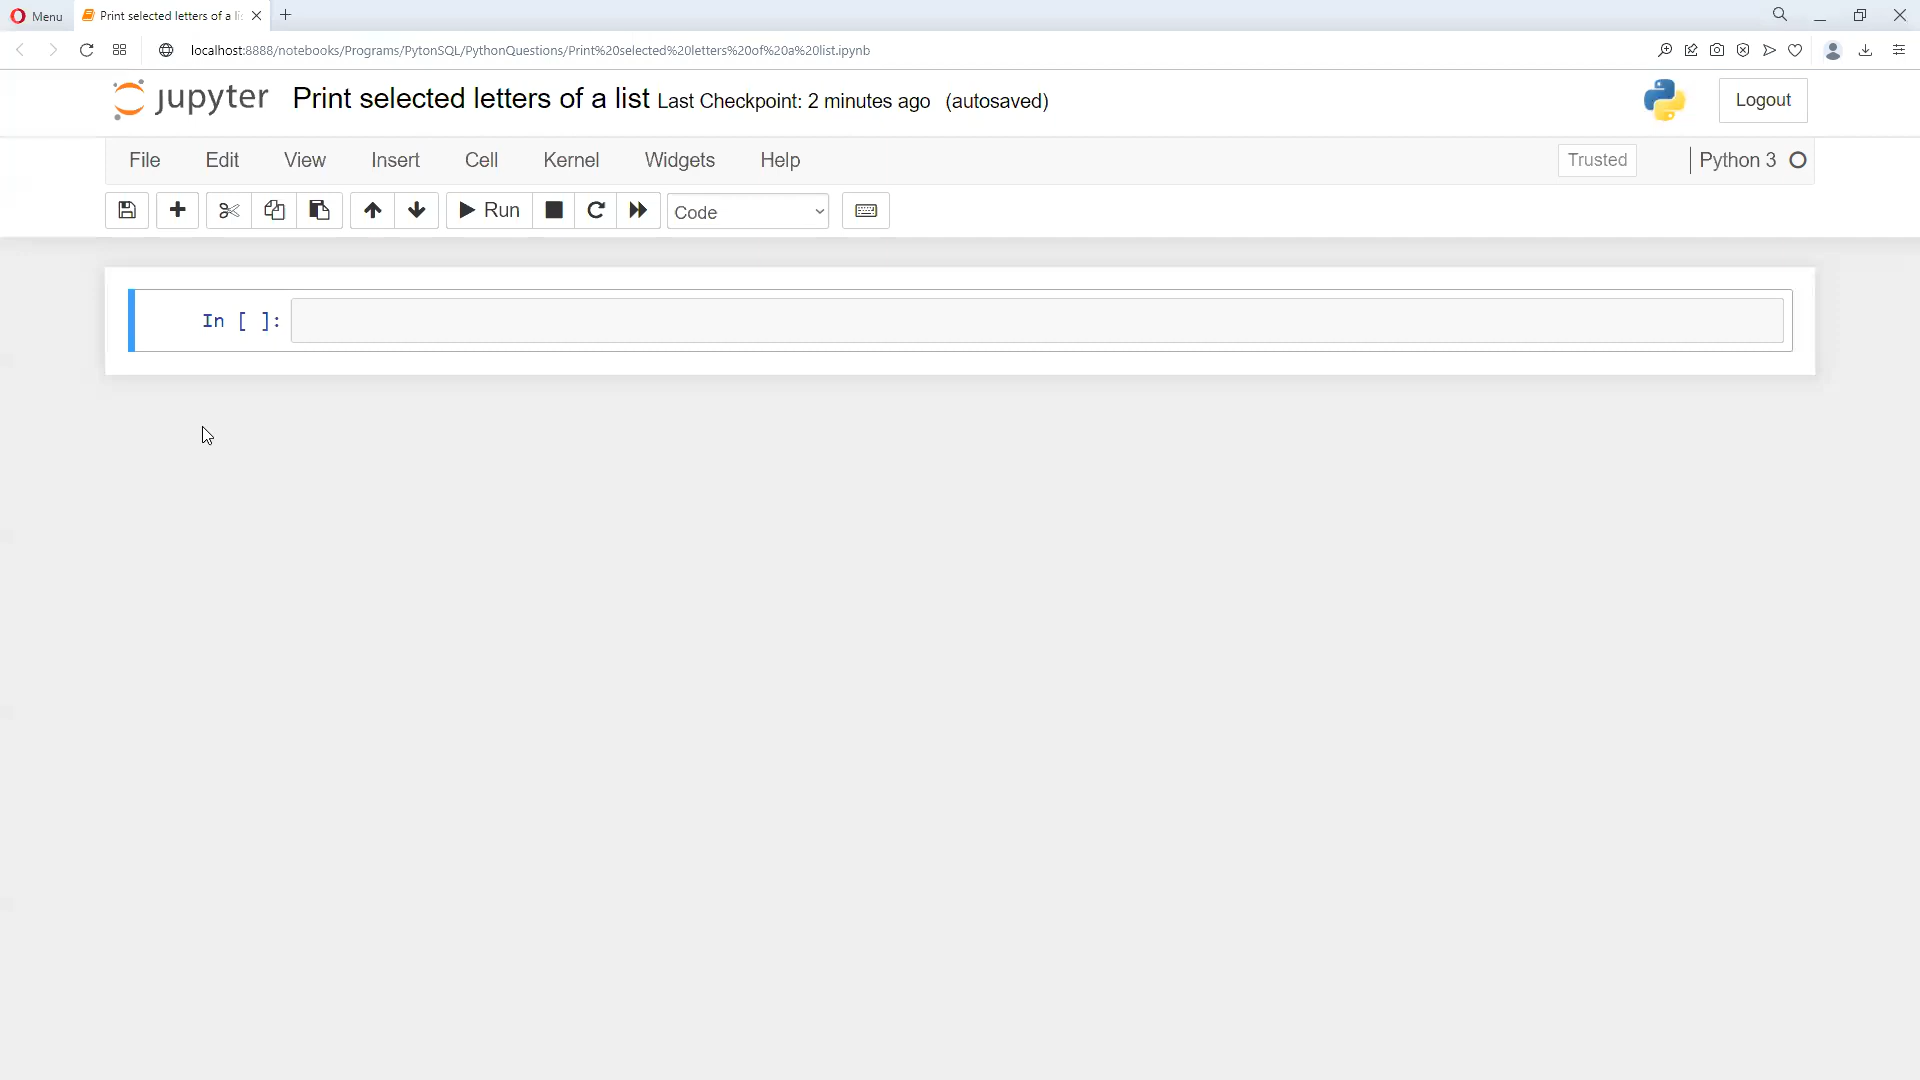 Menu
Print selected letters of a li
localhost:8888/notebooks/Programs/PytonSQL/PythonQuestions/Print%20selected%20letters%20of%20a%20list.ipynb
jupyter Print selected letters of a list Last Checkpoint: 2 minutes ago (autosaved)
Logout
File Edit View Insert Cell Kernel Widgets Help
Trusted
Python 3
Run
Code
In [ ]: